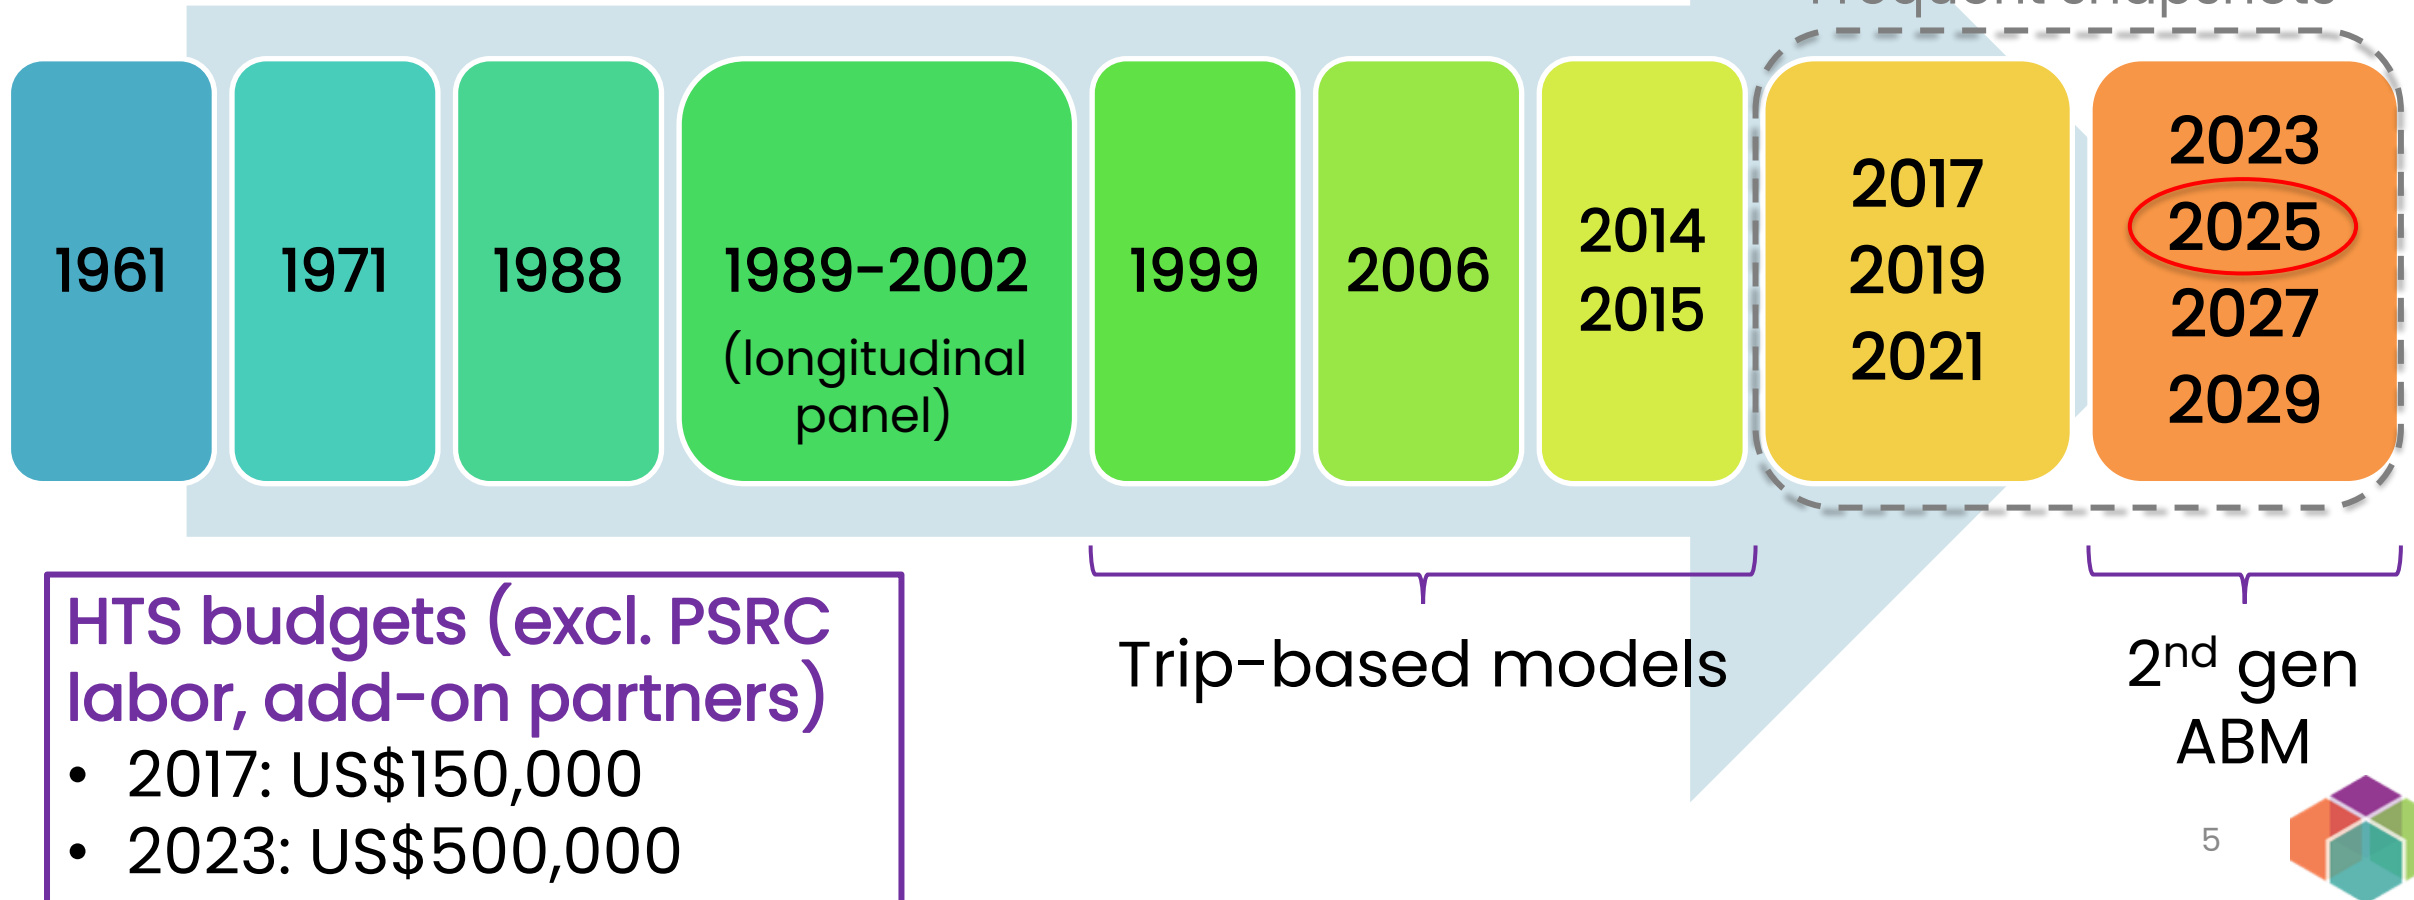 Frequent snapshots
1961
1971
1988
1989-2002
(longitudinal
panel)
1999
2006
2014
2015
2017
2019
2021
2023
2025
2027
2029
HTS budgets (excl. PSRC
labor, add-on partners)
• 2017: US$150,000
• 2023: US$500,000
Trip-based models
2nd gen
ABM
5